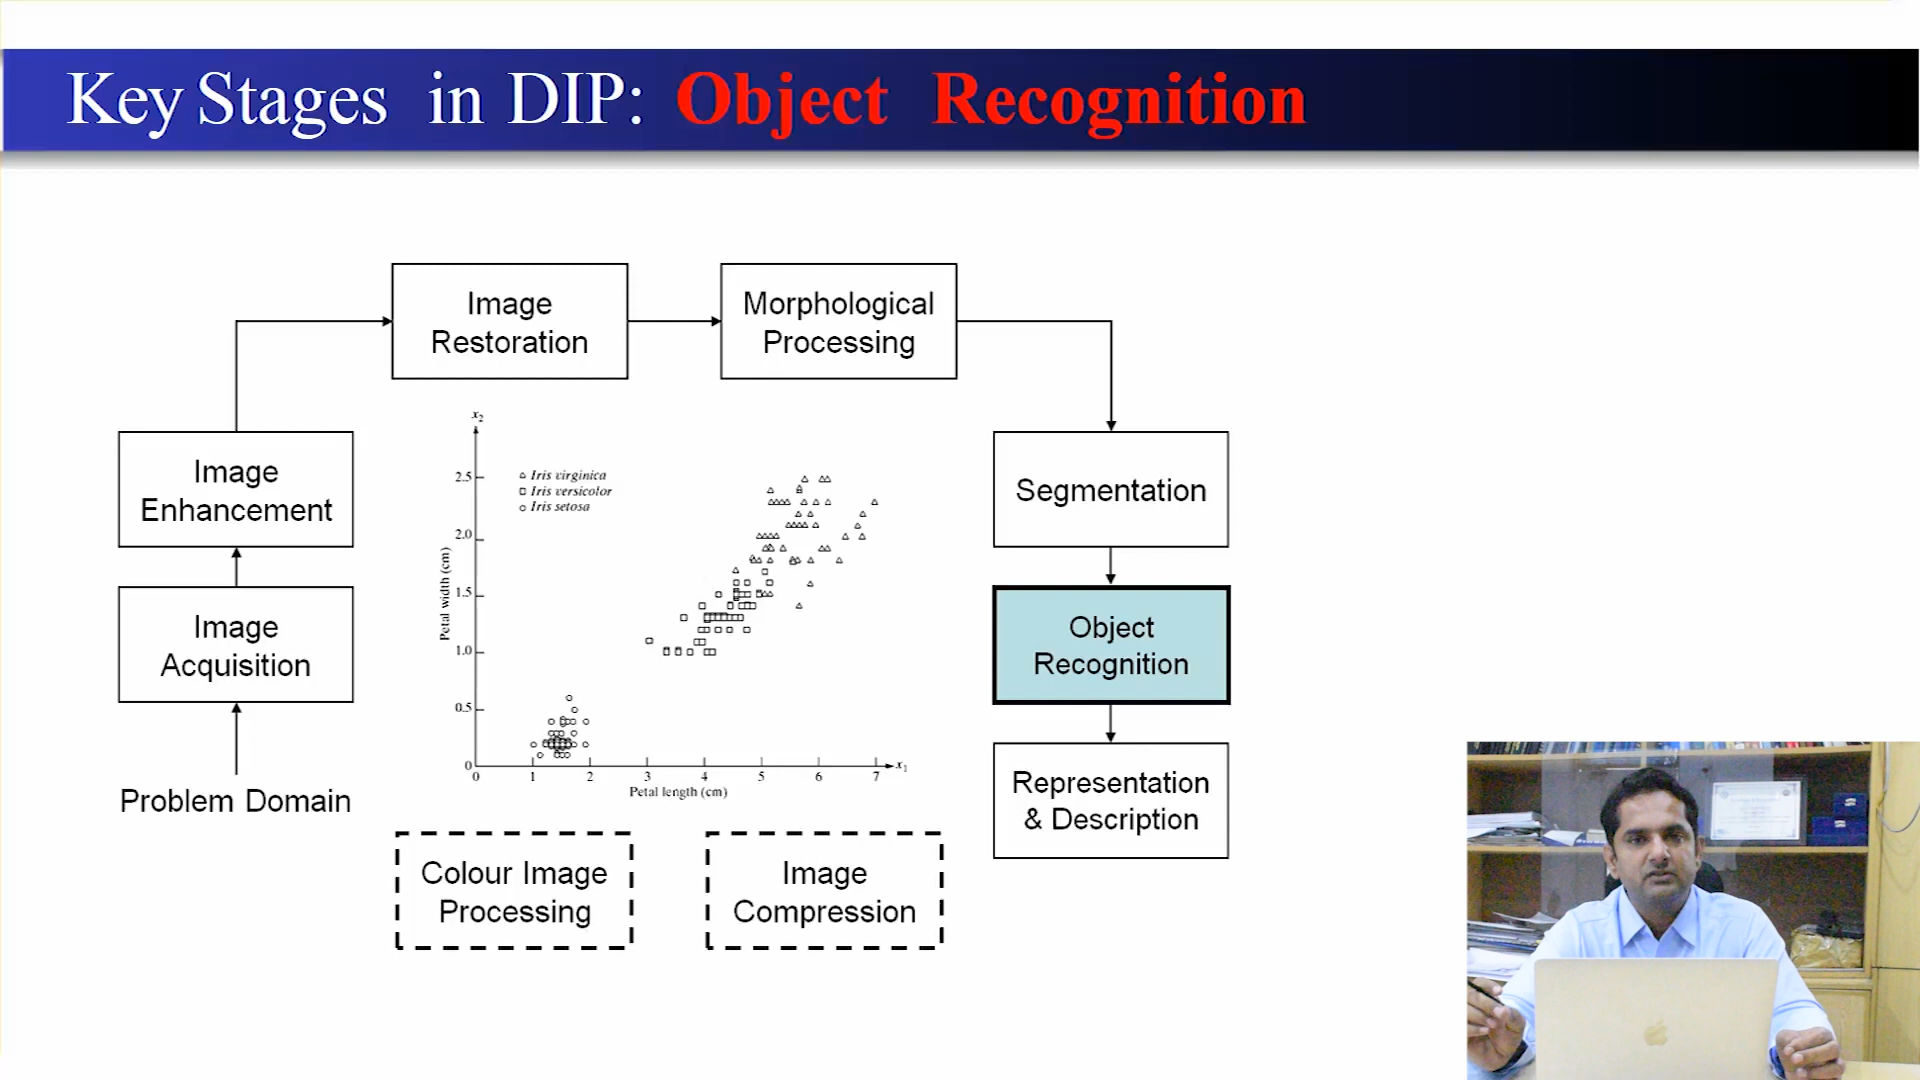 Key Stages in DIP: Object Recognition
Image
Restoration
Morphological
Processing
Image
Enhancement
Segmentation
Image
Acquisition
Object
Recognition
Problem Domain
Representation
& Description
x2
2.5
2.0
1.5
1.0
0.5
0
Petal width (cm)
Iris virginica
Iris versicolor
Iris setosa
0 1 2 3 4 5 6 7 x1
Petal length (cm)
Colour Image
Processing
Image
Compression